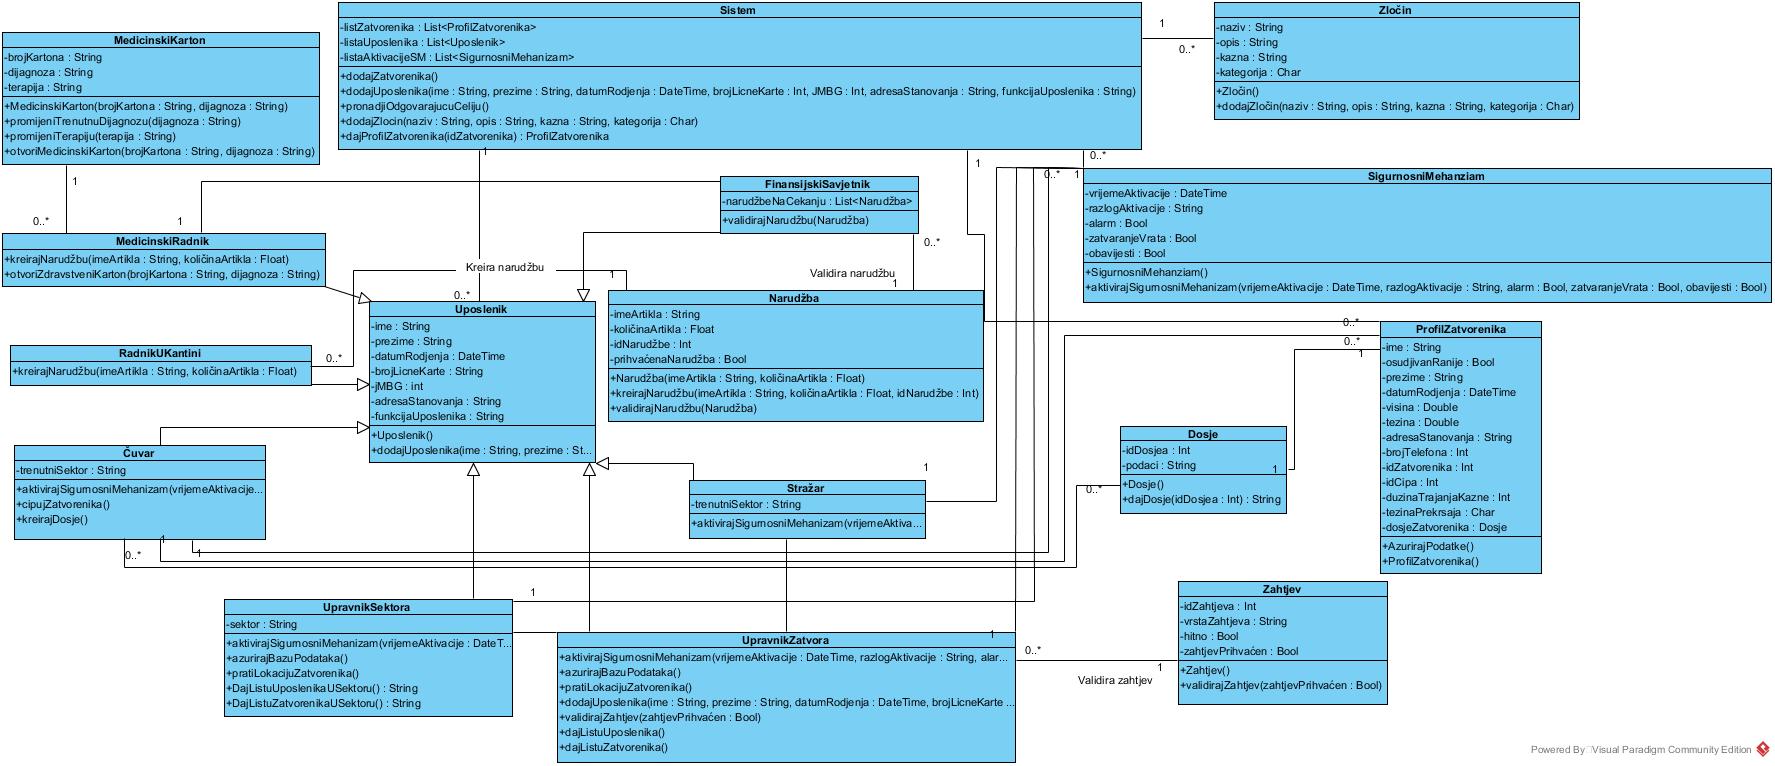 Sistem
-listZatvorenika : List<ProfilZatvorenika>
-listaUposlenika : List<Uposlenik>
-listaAktivacijeSM : List<SigurnosniMehanizam>
+dodajZatvorenika()
+dodajUposlenika(ime : String, prezime : String, datumRodjenja : DateTime, brojLicneKarte : Int, JMBG : Int, adresaStanovanja : String, funkcijaUposlenika : String)
+pronadjiOdgovarajucuCeliju()
+dodajZlocin(naziv : String, opis : String, kazna : String, kategorija : Char)
+dajProfilZatvorenika(idZatvorenika) : ProfilZatvorenika
1
0..*
Zločin
-naziv : String
-opis : String
-kazna : String
-kategorija : Char
+Zločin()
+dodajZločin(naziv : String, opis : String, kazna : String, kategorija : Char)
MedicinskiKarton
-brojKartona : String
-dijagnoza : String
-terapija : String
+MedicinskiKarton(brojKartona : String, dijagnoza : String)
+promijeniTrenutnuDijagnozu(dijagnoza : String)
+promijeniTerapiju(terapija : String)
+otvoriMedicinskiKarton(brojKartona : String, dijagnoza : String)
1
0..*
1
1
1
0..*
0..*
1
FinansijskiSavjetnik
-narudžbeNaCekanju : List<Narudžba>
+validirajNarudžbu(Narudžba)
SigurnosniMehanziam
-vrijemeAktivacije : DateTime
-razlogAktivacije : String
-alarm : Bool
-zatvaranjeVrata : Bool
-obavijesti : Bool
+SigurnosniMehanziam()
+aktivirajSigurnosniMehanizam(vrijemeAktivacije : DateTime, razlogAktivacije : String, alarm : Bool, zatvaranjeVrata : Bool, obavijesti : Bool)
MedicinskiRadnik
+kreirajNarudžbu(imeArtikla : String, količinaArtikla : Float)
+otvoriZdravstveniKarton(brojKartona : String, dijagnoza : String)
0..*
Kreira narudžbu
1
Validira narudžbu
1
0..*
Uposlenik
-ime : String
-prezime : String
-datumRodjenja : DateTime
-brojLicneKarte : String
-jMBG : int
-adresaStanovanja : String
-funkcijaUposlenika : String
+Uposlenik()
+dodajUposlenika(ime : String, prezime : St...
Narudžba
-imeArtikla : String
-količinaArtikla : Float
-idNarudžbe : Int
-prihvaćenaNarudžba : Bool
+Narudžba(imeArtikla : String, količinaArtikla : Float)
+kreirajNarudžbu(imeArtikla : String, količinaArtikla : Float, idNarudžbe : Int)
+validirajNarudžbu(Narudžba)
0..*
0..*
1
ProfilZatvorenika
-ime : String
-osudjivanRanije : Bool
-prezime : String
-datumRodjenja : DateTime
-visina : Double
-tezina : Double
-adresaStanovanja : String
-brojTelefona : Int
-idZatvorenika : Int
-idCipa : Int
-duzinaTrajanjaKazne : Int
-tezinaPrekrsaja : Char
-dosjeZatvorenika : Dosje
+AzurirajPodatke()
+ProfilZatvorenika()
RadnikUKantini
+kreirajNarudžbu(imeArtikla : String, količinaArtikla : Float)
0..*
Čuvar
-trenutniSektor : String
+aktivirajSigurnosniMehanizam(vrijemeAktivacije...
+cipujZatvorenika()
+kreirajDosje()
0..*
1
1
Stražar
-trenutniSektor : String
+aktivirajSigurnosniMehanizam(vrijemeAktiva...
1
Dosje
-idDosjea : Int
-podaci : String
+Dosje()
+dajDosje(idDosjea : Int) : String
1
0..*
UpravnikSektora
-sektor : String
+aktivirajSigurnosniMehanizam(vrijemeAktivacije : DateT...
+azurirajBazuPodataka()
+pratiLokacijuZatvorenika()
+DajListuUposlenikaUSektoru() : String
+DajListuZatvorenikaUSektoru() : String
1
UpravnikZatvora
+aktivirajSigurnosniMehanizam(vrijemeAktivacije : DateTime, razlogAktivacije : String, alar...
+azurirajBazuPodataka()
+pratiLokacijuZatvorenika()
+dodajUposlenika(ime : String, prezime : String, datumRodjenja : DateTime, brojLicneKarte ...
+validirajZahtjev(zahtjevPrihvaćen : Bool)
+dajListuUposlenika()
+dajListuZatvorenika()
1
0..*
1
Validira zahtjev
Zahtjev
-idZahtjeva : Int
-vrstaZahtjeva : String
-hitno : Bool
-zahtjevPrihvaćen : Bool
+Zahtjev()
+validirajZahtjev(zahtjevPrihvaćen : Bool)
Powered By Visual Paradigm Community Edition